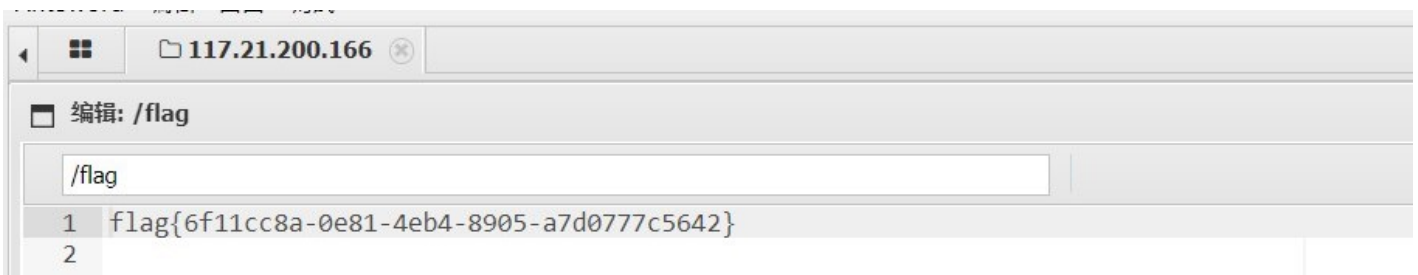 117.21.200.166
编辑: /flag
/flag
1 flag{6f11cc8a-0e81-4eb4-8905-a7d0777c5642}
2